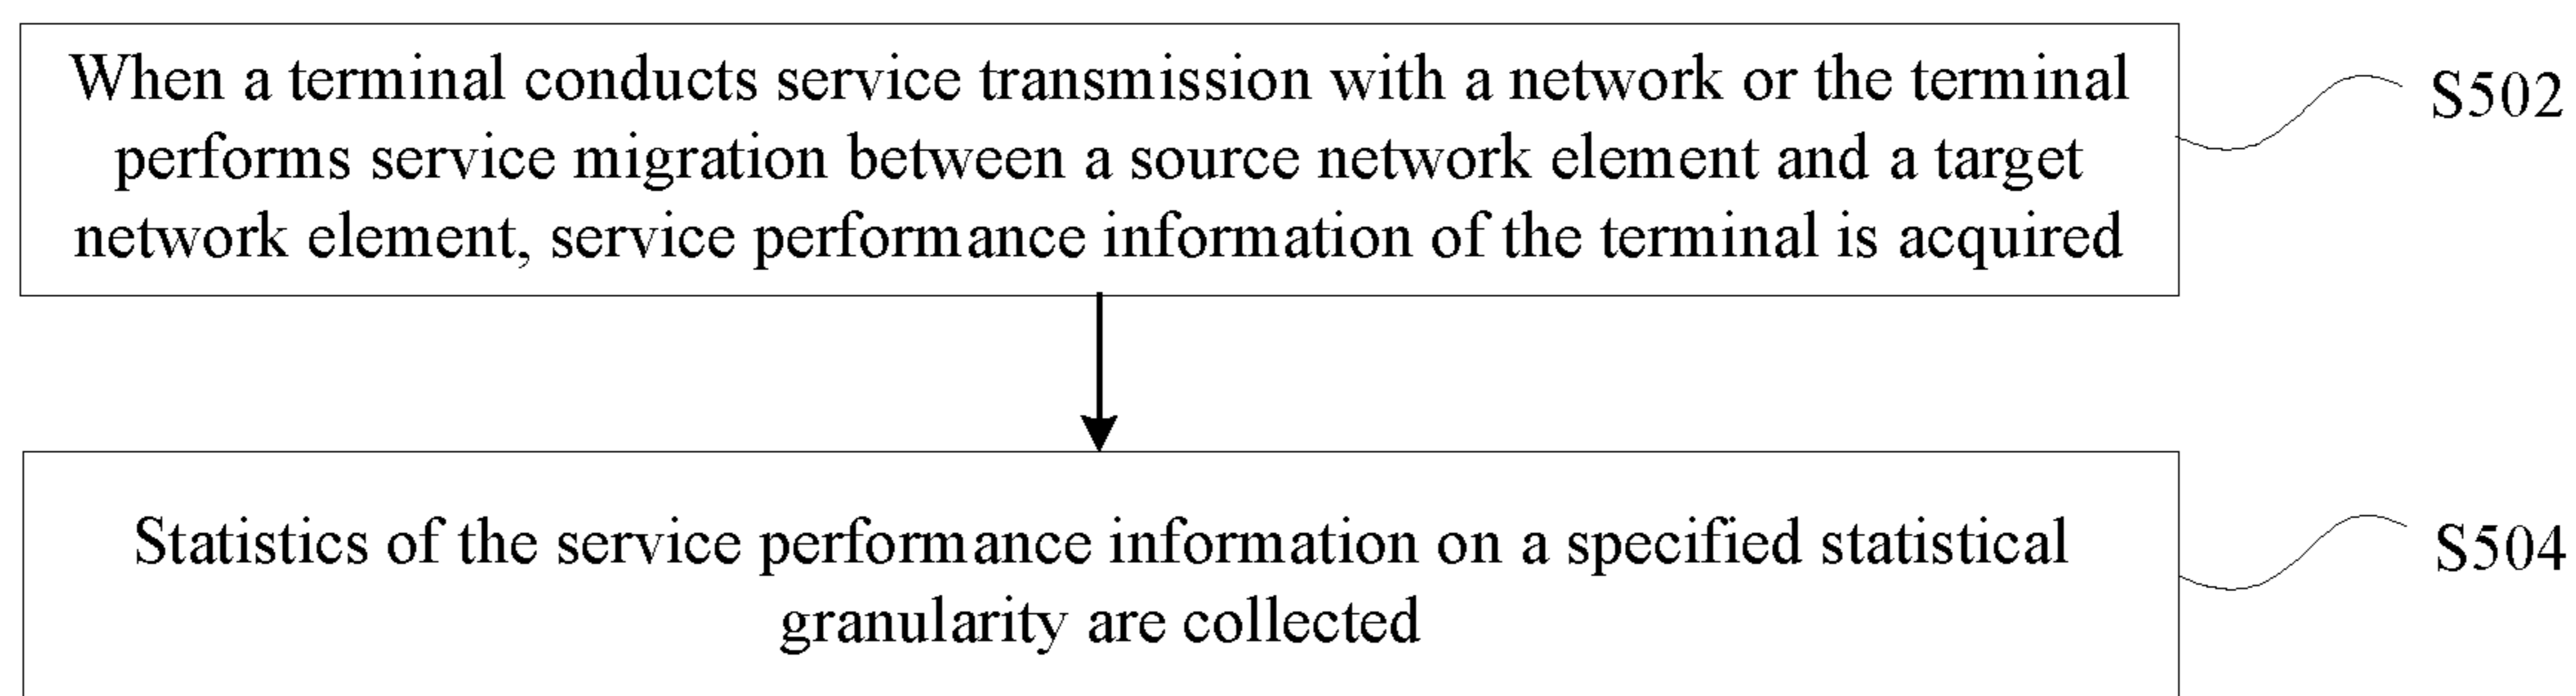 When a terminal conducts service transmission with a network or the terminal
performs service migration between a source network element and a target
network element, service performance information of the terminal is acquired
S502
Statistics of the service performance information on a specified statistical
granularity are collected
S504